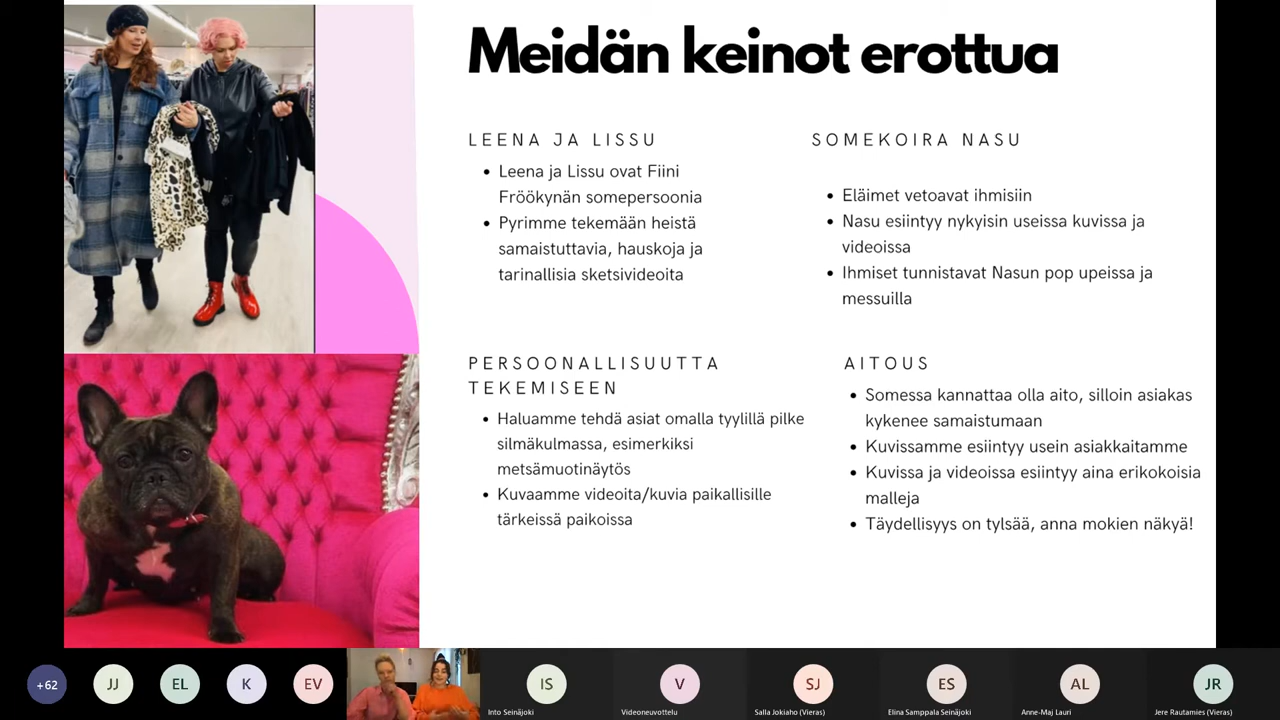 Meidän keinot erottua
LEENA JA LISSU
Leena ja Lissu ovat Fiini
Fröökynän somepersoonia
Pyrimme tekemään heistä
samaistuttavia, hauskoja ja
tarinallisia sketsivideoita
SOMEKOIRA NASU
Eläimet vetoavat ihmisiin
Nasu esiintyy nykyisin useissa kuvissa ja
videoissa
Ihmiset tunnistavat Nasun pop upeissa ja
messuilla
PERSOONALLISUUTTA
TEKEMISEEN
Haluamme tehdä asiat omalla tyylillä pilke
silmäkulmassa, esimerkiksi
metsämuotinäytös
Kuvaamme videoita/kuvia paikallisille
tärkeissä paikoissa
AITOUS
Somessa kannattaa olla aito, silloin asiakas
kykenee samaistumaan
Kuvissamme esiintyy usein asiakkaitamme
Kuvissa ja videoissa esiintyy aina erikokoisia
malleja
Täydellisyys on tylsää, anna mokien näkyä!
+62
JJ
EL
K
EV
IS
V
SJ
ES
AL
JR
Into Seinäjoki
Videoneuvottelu
Salla Jokiaho (Vieras)
Elina Samppala Seinäjoki
Anne-Maj Lauri
Jere Rautamies (Vieras)